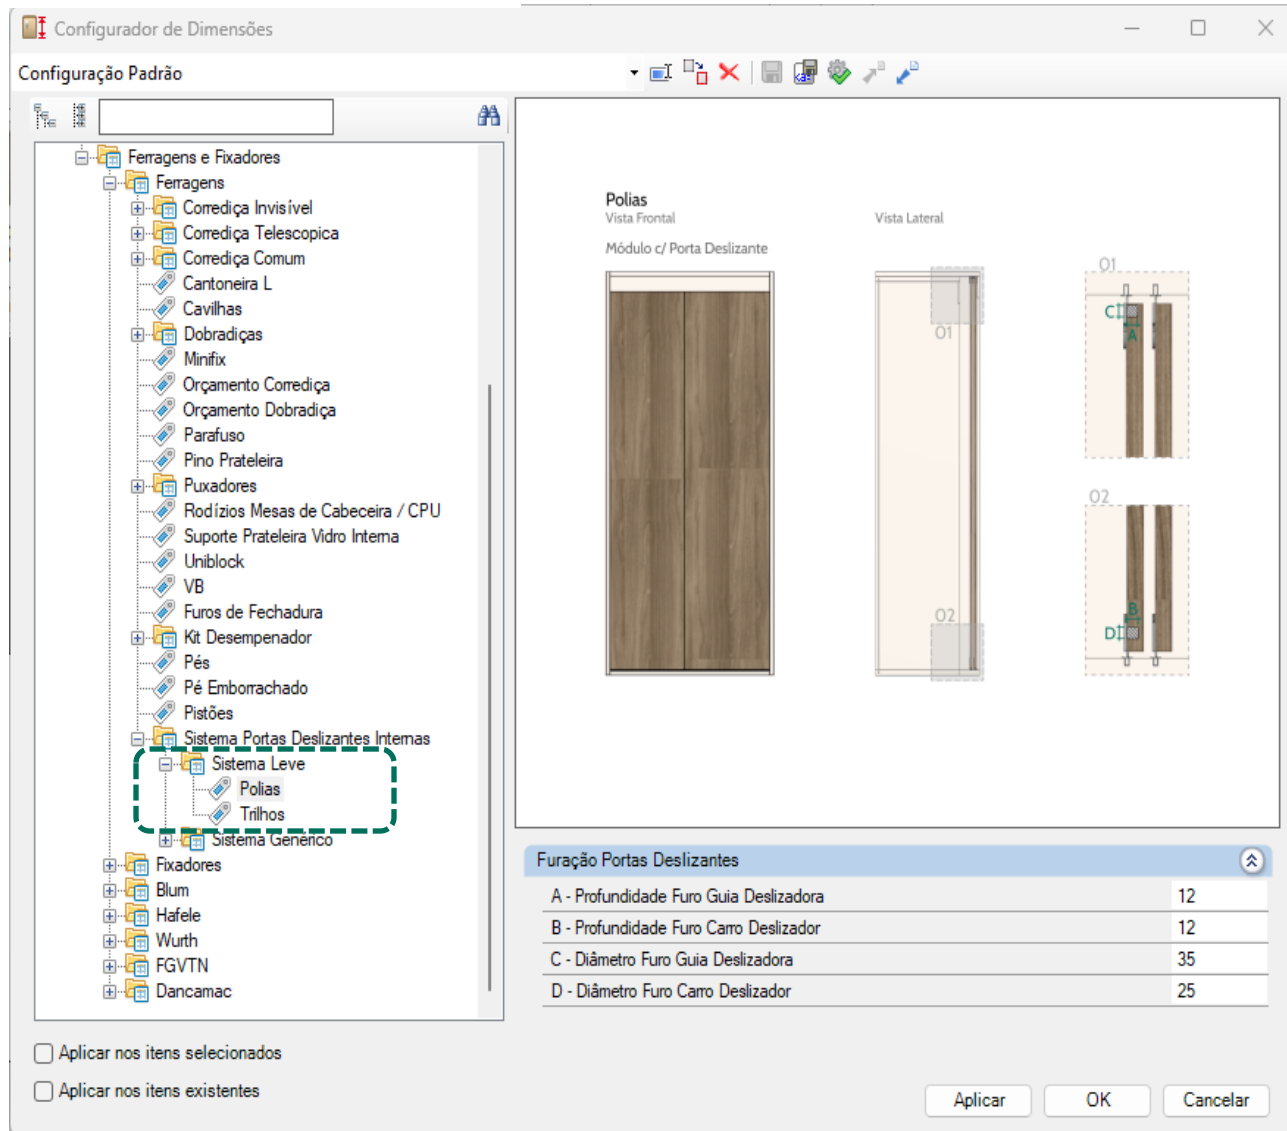 Configurador de Dimensões
Configuração Padrão
Ferragens e Fixadores
Ferragens
Corrediça Invisível
Corrediça Telescopica
Corrediça Comum
Cantoneira L
Cavilhas
Dobradiças
Minifix
Orçamento Corrediça
Orçamento Dobradiça
Parafuso
Pino Prateleira
Puxadores
Rodízios Mesas de Cabeceira / CPU
Suporte Prateleira Vidro Interna
Uniblock
VB
Furos de Fechadura
Kit Desempenador
Pés
Pé Emborrachado
Pistões
Sistema Portas Deslizantes Internas
Sistema Leve
Polias
Trilhos
Sistema Genérico
Fixadores
Blum
Hafele
Wurth
FGVTN
Dancamac
Aplicar nos itens selecionados
Aplicar nos itens existentes
Polias
Vista Frontal
Vista Lateral
Módulo c/ Porta Deslizante
01
01
C
A
02
02
B
D
Furação Portas Deslizantes
A - Profundidade Furo Guia Deslizadora 12
B - Profundidade Furo Carro Deslizador 12
C - Diâmetro Furo Guia Deslizadora 35
D - Diâmetro Furo Carro Deslizador 25
Aplicar OK Cancelar